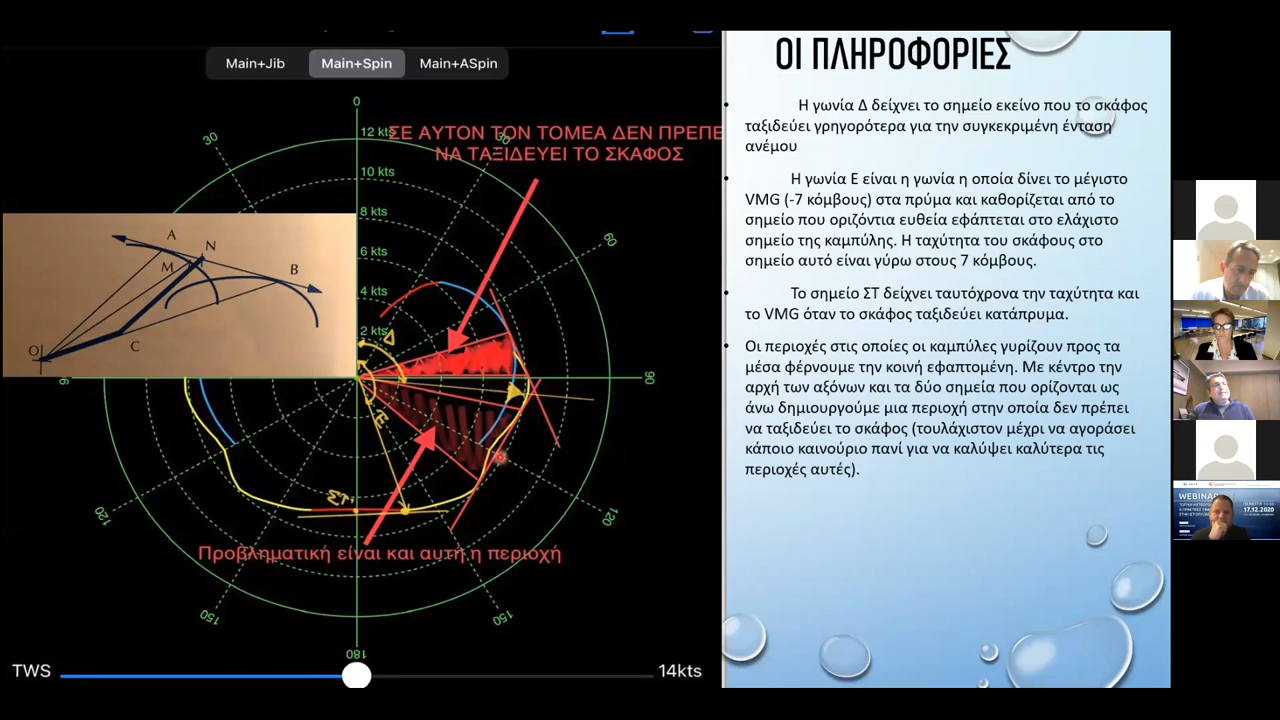 Main+Jib
Main+Spin
Main+ASpin
0
30
30
12 kts
ΣΕ ΑΥΤΟΝ ΤΟΝ ΤΟΜΕΑ ΔΕΝ ΠΡΕΠΕ
ΝΑ ΤΑΞΙΔΕΥΕΙ ΤΟ ΣΚΑΦΟΣ
10 kts
8 kts
6 kts
4 kts
2 kts
60
90
120
120
150
150
180
A
N
M
B
C
O
Δ
Ε
ΣΤ
Προβληματική είναι και αυτή η περιοχή
TWS
14kts
ΟΙ ΠΛΗΡΟΦΟΡΙΕΣ
• Η γωνία Δ δείχνει το σημείο εκείνο που το σκάφος
ταξιδεύει γρηγορότερα για την συγκεκριμένη ένταση
ανέμου
• Η γωνία Ε είναι η γωνία η οποία δίνει το μέγιστο
VMG (-7 κόμβους) στα πρύμα και καθορίζεται από το
σημείο που οριζόντια ευθεία εφάπτεται στο ελάχιστο
σημείο της καμπύλης. Η ταχύτητα του σκάφους στο
σημείο αυτό είναι γύρω στους 7 κόμβους.
• Το σημείο ΣΤ δείχνει ταυτόχρονα την ταχύτητα και
το VMG όταν το σκάφος ταξιδεύει κατάπρυμα.
• Οι περιοχές στις οποίες οι καμπύλες γυρίζουν προς τα
μέσα φέρνουμε την κοινή εφαπτομένη. Με κέντρο την
αρχή των αξόνων και τα δύο σημεία που ορίζονται ως
άνω δημιουργούμε μια περιοχή στην οποία δεν πρέπει
να ταξιδεύει το σκάφος (τουλάχιστον μέχρι να αγοράσει
κάποιο καινούριο πανί για να καλύψει καλύτερα τις
περιοχές αυτές).
WEBINAR
17.12.2020